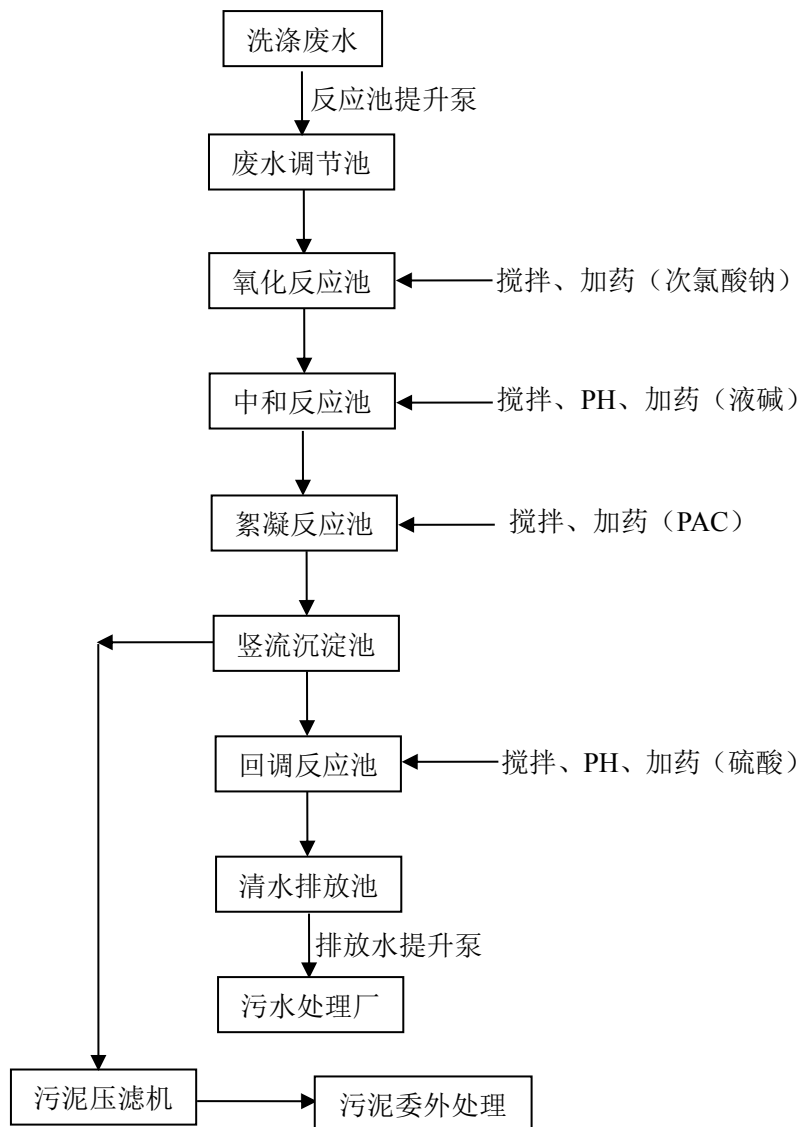 洗涤废水
反应池提升泵
废水调节池
氧化反应池
搅拌、加药（次氯酸钠）
中和反应池
搅拌、PH、加药（液碱）
絮凝反应池
搅拌、加药（PAC）
竖流沉淀池
回调反应池
搅拌、PH、加药（硫酸）
清水排放池
排放水提升泵
污水处理厂
污泥压滤机
污泥委外处理